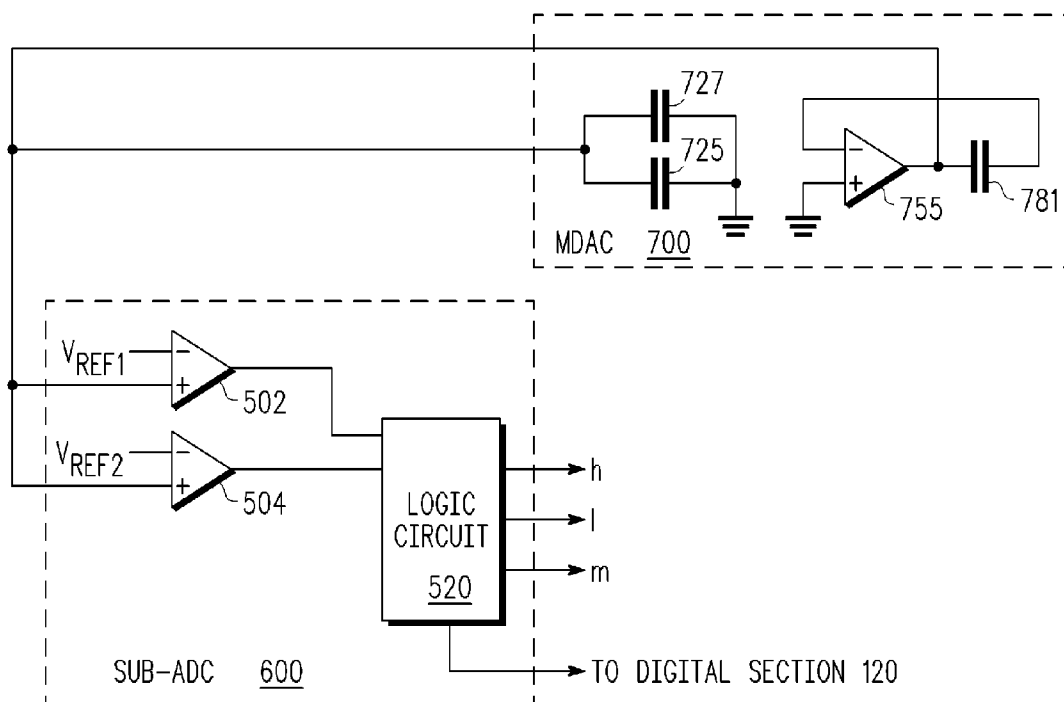 727
725
755
781
MDAC 700
VREF1
502
VREF2
504
LOGIC
CIRCUIT
520
h
l
m
SUB-ADC 600
TO DIGITAL SECTION 120